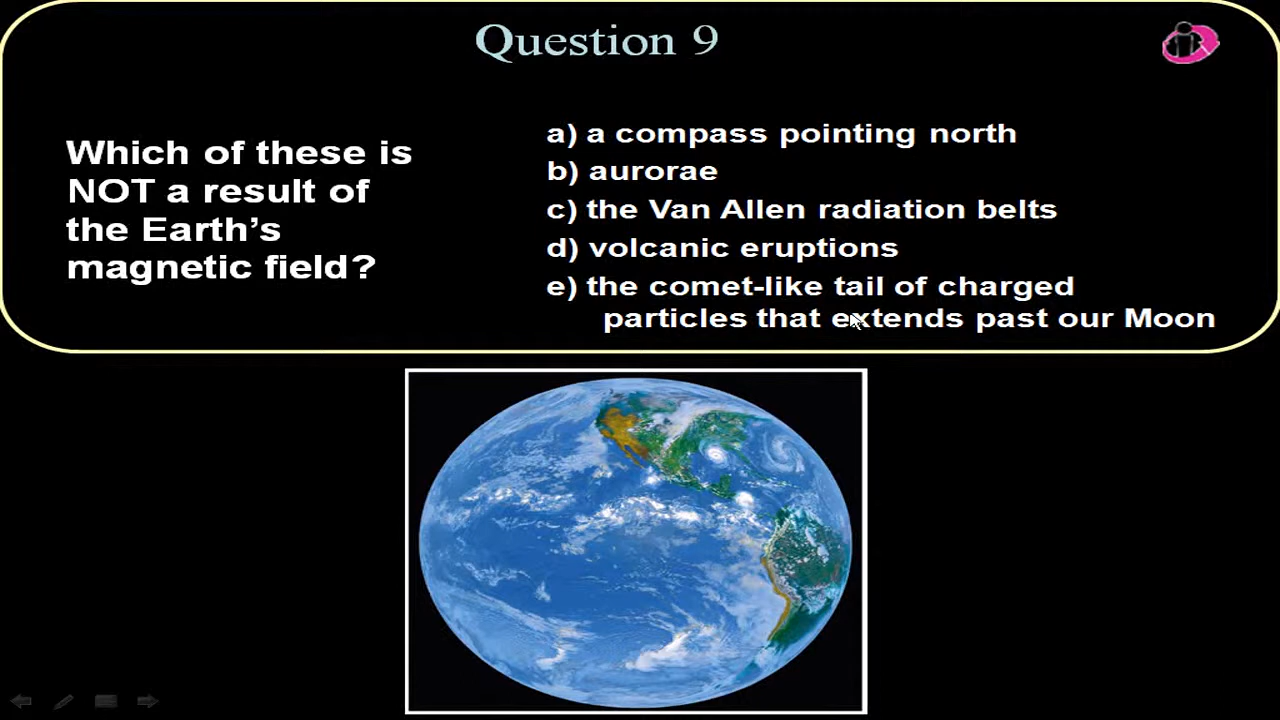 Question 9
Which of these is
NOT a result of
the Earth’s
magnetic field?
a) a compass pointing north
b) aurorae
c) the Van Allen radiation belts
d) volcanic eruptions
e) the comet-like tail of charged
particles that extends past our Moon